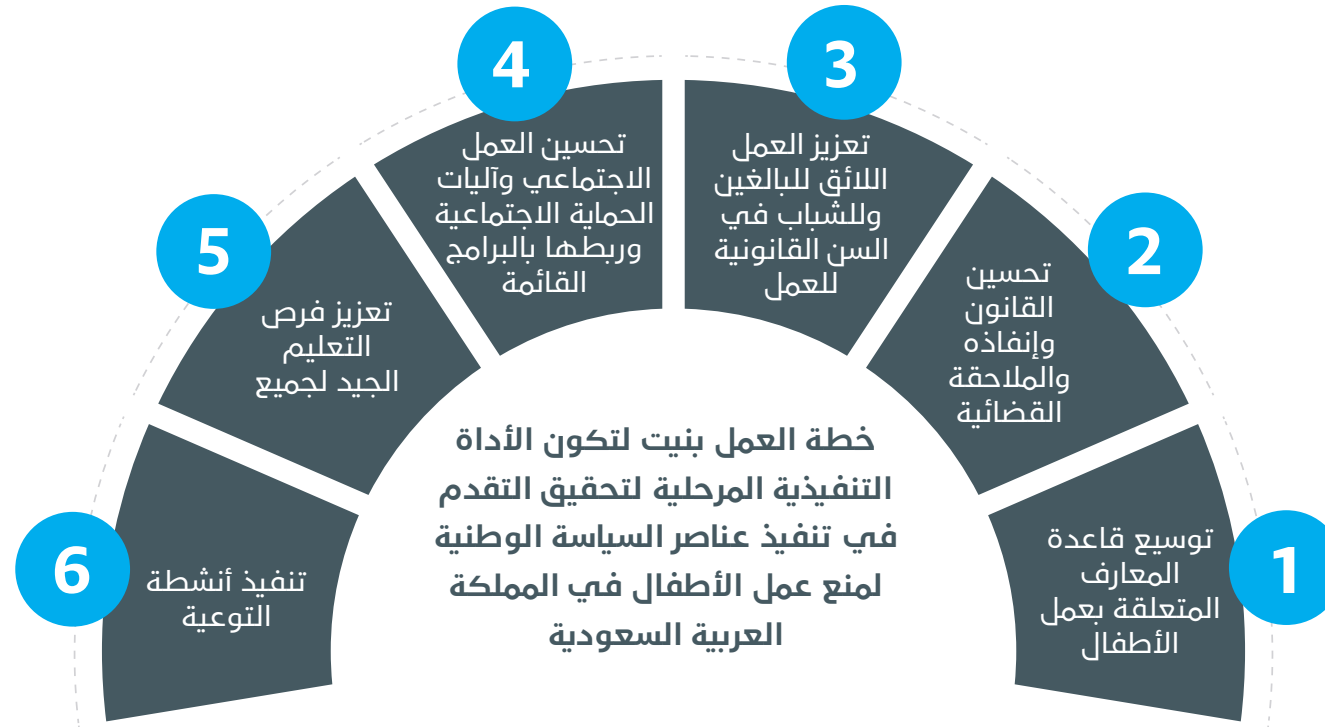 1
توسيع قاعدة
المعارف
المتعلقة بعمل
الأطفال
2
تحسين
القانون
وإنفاذه
والملاحقة
القضائية
3
تعزيز العمل
اللائق للبالغين
وللشباب في
السن القانونية
للعمل
4
تحسين العمل
الاجتماعي وآليات
الحماية الاجتماعية
وربطها بالبرامج
القائمة
5
تعزيز فرص
التعليم
الجيد لجميع
6
تنفيذ أنشطة
التوعية
خطة العمل بنيت لتكون الأداة
التنفيذية المرحلية لتحقيق التقدم
في تنفيذ عناصر السياسة الوطنية
لمنع عمل الأطفال في المملكة
العربية السعودية